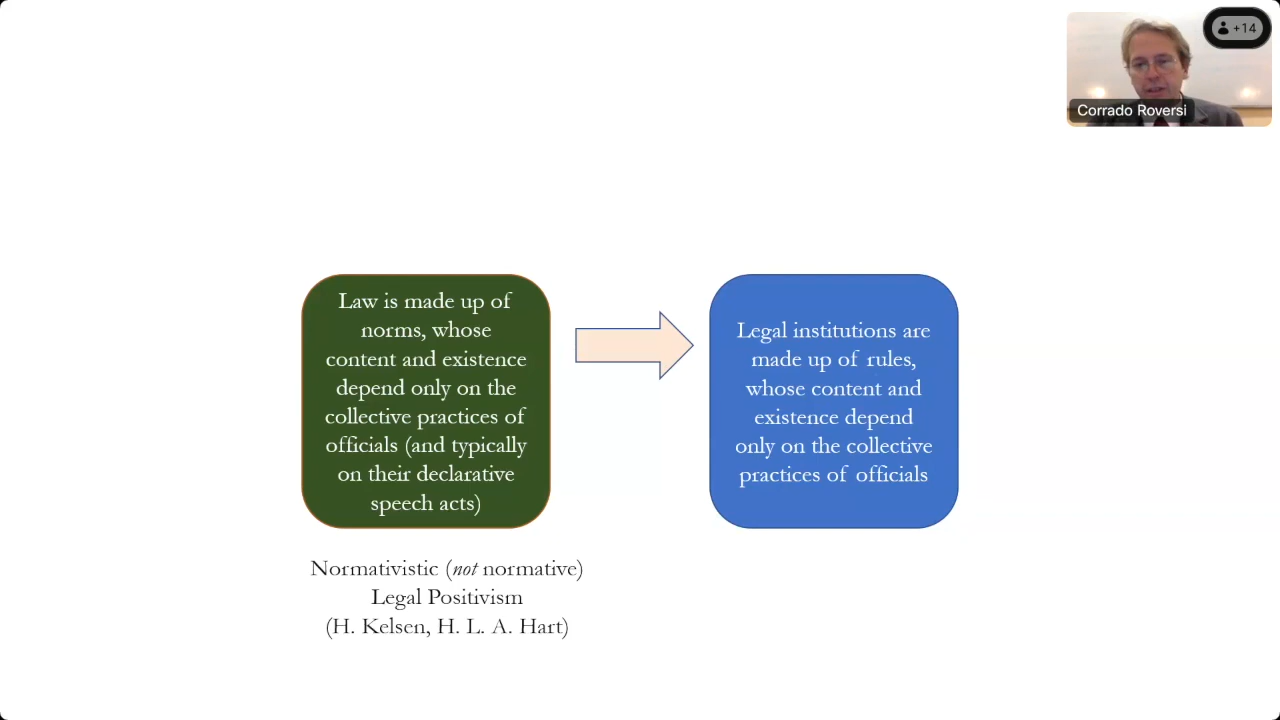 +14
Corrado Roversi
Law is made up of
norms, whose
content and existence
depend only on the
collective practices of
officials (and typically
on their declarative
speech acts)
Legal institutions are
made up of rules,
whose content and
existence depend
only on the collective
practices of officials
Normativistic (not normative)
Legal Positivism
(H. Kelsen, H. L. A. Hart)